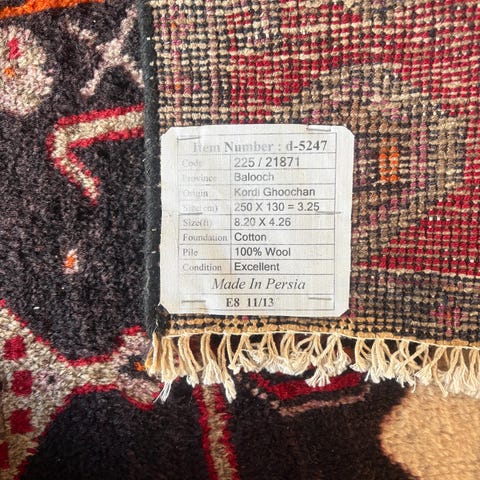 Item Number : d-5247
Code 225 / 21871
Province Balooch
Origin Kordi Ghoochan
Size(m) 250 X 130 = 3.25
Size(ft) 8.20 X 4.26
Foundation Cotton
Pile 100% Wool
Condition Excellent
Made In Persia
E8 11/13